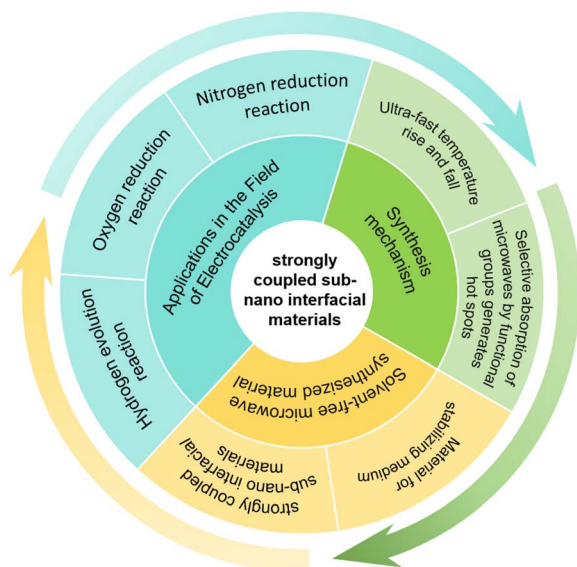 Nitrogen reduction
reaction
Ultra-fast temperature
rise and fall
Oxygen reduction
reaction
Applications in the Field
of Electrocatalysis
Synthesis
mechanism
Selective absorption of
microwaves by functional
groups generates
hot spots
strongly
coupled sub-
nano interfacial
materials
Hydrogen evolution
reaction
Solvent-free microwave
synthesized material
strongly coupled
sub-nano interfacial
materials
Material for
stabilizing medium